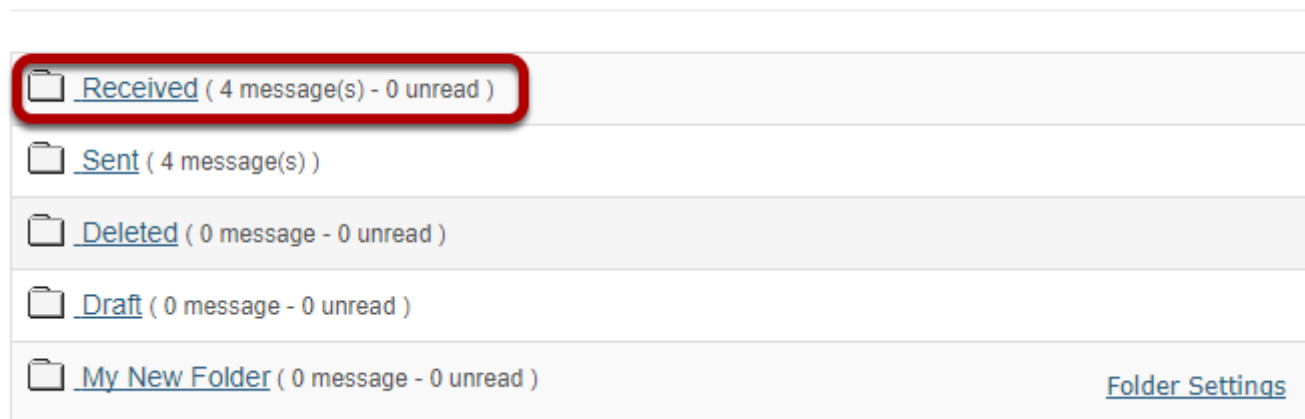 Received ( 4 message(s) - 0 unread )
Sent ( 4 message(s) )
Deleted ( 0 message - 0 unread )
Draft ( 0 message - 0 unread )
My New Folder ( 0 message - 0 unread )
Folder Settings